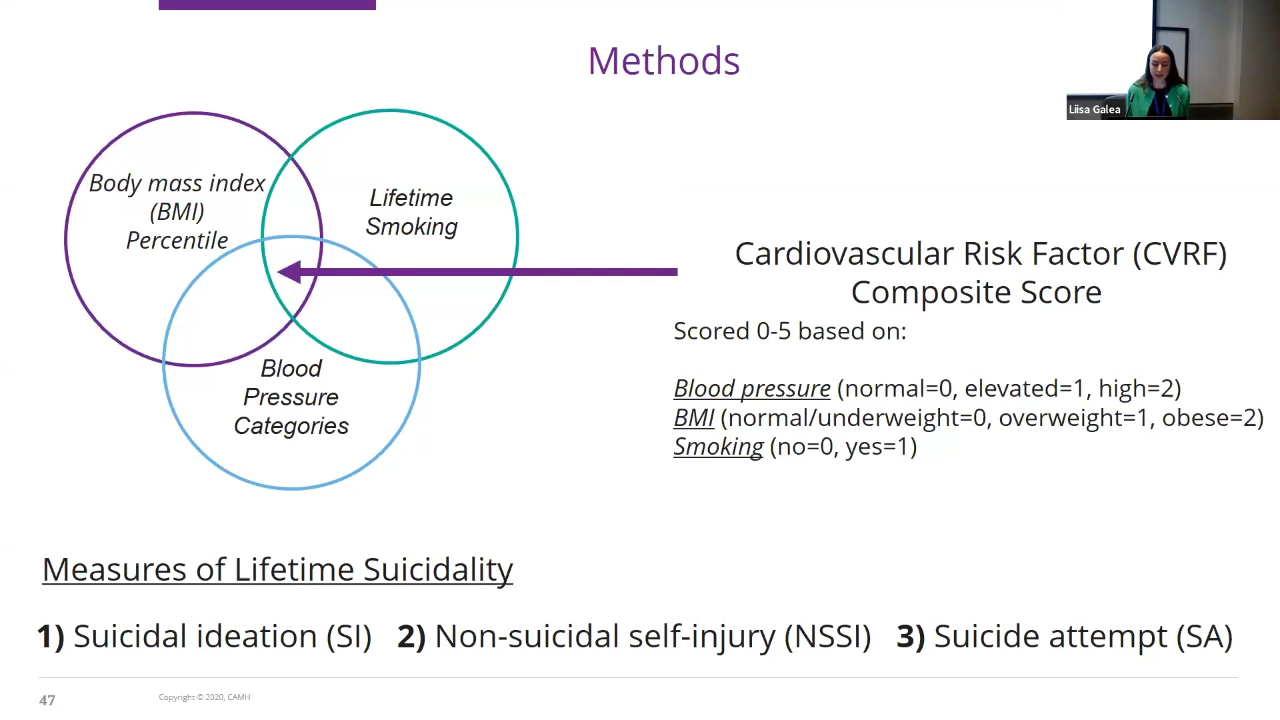 Methods
Liisa Galea
Body mass index
(BMI)
Percentile
Lifetime
Smoking
Blood
Pressure
Categories
Cardiovascular Risk Factor (CVRF)
Composite Score
Scored 0-5 based on:
Blood pressure (normal=0, elevated=1, high=2)
BMI (normal/underweight=0, overweight=1, obese=2)
Smoking (no=0, yes=1)
Measures of Lifetime Suicidality
1) Suicidal ideation (SI) 2) Non-suicidal self-injury (NSSI) 3) Suicide attempt (SA)
47
Copyright © 2020, CAMH